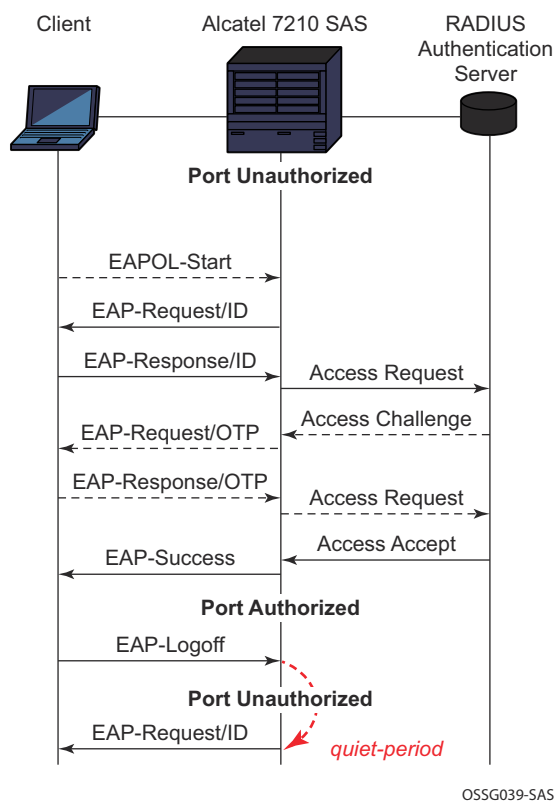 Client
Alcatel 7210 SAS
RADIUS
Authentication
Server
Port Unauthorized
EAPOL-Start
EAP-Request/ID
EAP-Response/ID
Access Request
Access Challenge
EAP-Request/OTP
EAP-Response/OTP
Access Request
Access Accept
EAP-Success
Port Authorized
EAP-Logoff
Port Unauthorized
EAP-Request/ID
quiet-period
OSSG039-SAS